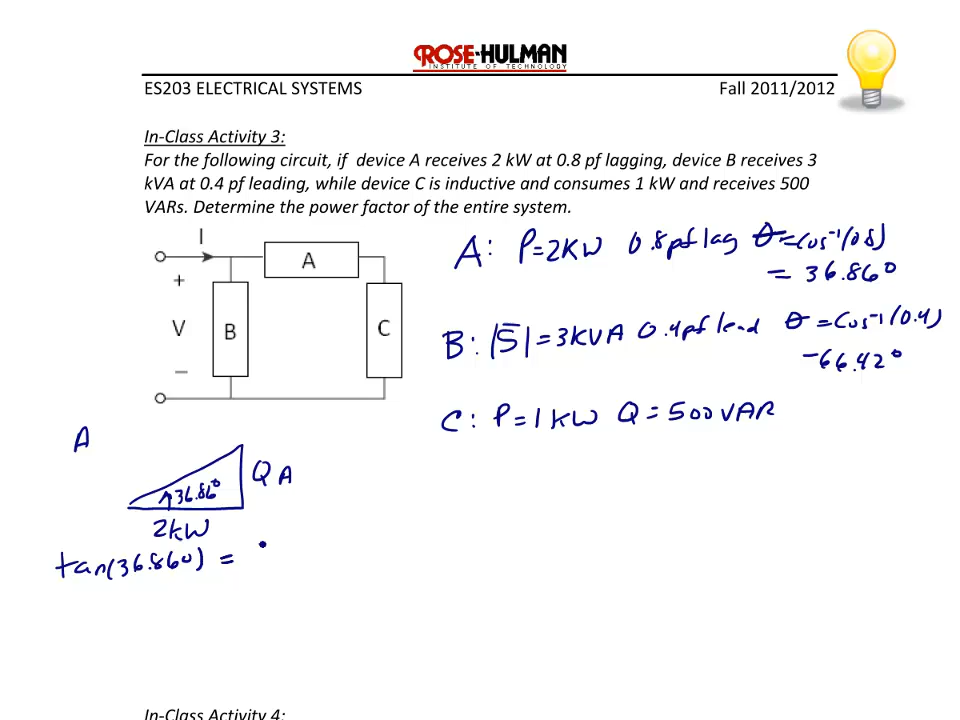 ROSE-HULMAN
INSTITUTE OF TECHNOLOGY
ES203 ELECTRICAL SYSTEMS Fall 2011/2012
In-Class Activity 3:
For the following circuit, if device A receives 2 kW at 0.8 pf lagging, device B receives 3
kVA at 0.4 pf leading, while device C is inductive and consumes 1 kW and receives 500
VARs. Determine the power factor of the entire system.
I
A
+
V
B
C
−
A: P=2KW 0.8pf lag θ=cos⁻¹(0.8)
= 36.86°
B: |S̅| = 3KVA 0.4pf lead θ = cos⁻¹(0.4)
-66.42°
C: P=1KW Q=500VAR
A
36.86°
QA
2kW
tan(36.86°) =
In-Class Activity 4: